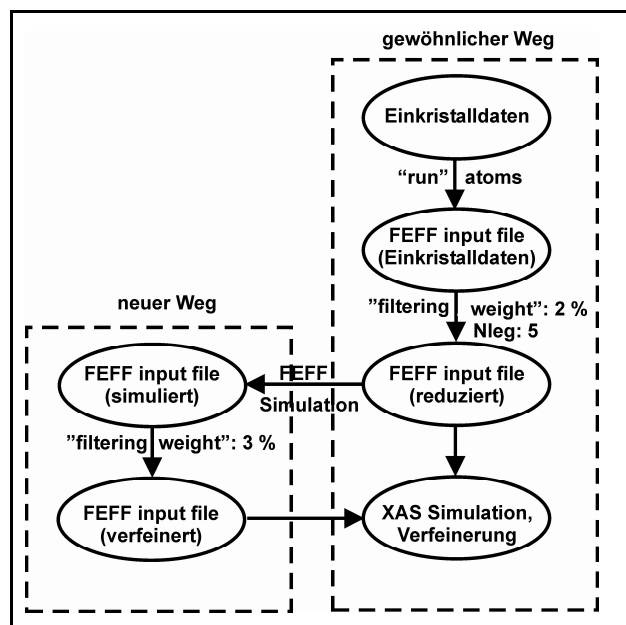 gewöhnlicher Weg
Einkristalldaten
“run” atoms
FEFF input file
(Einkristalldaten)
”filtering weight”: 2 %
Nleg: 5
neuer Weg
FEFF input file
(simuliert)
FEFF
Simulation
FEFF input file
(reduziert)
”filtering weight”: 3 %
FEFF input file
(verfeinert)
XAS Simulation,
Verfeinerung